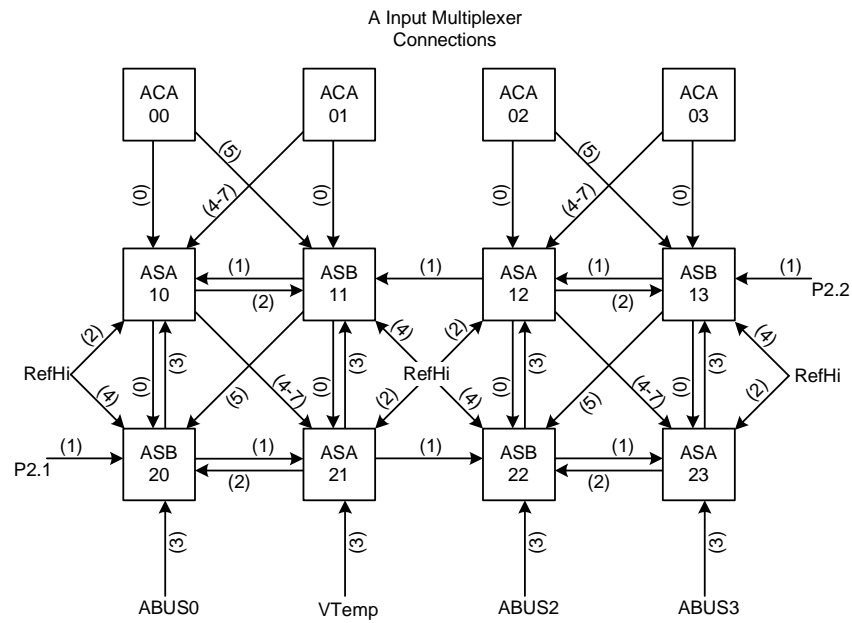 A Input Multiplexer
Connections
ACA ACA ACA ACA
00 01 02 03
(5) (5)
(0) (4-7) (0) (0) (4-7) (0)
ASA (1) ASB (1) ASA (1) ASB (1)
10 (2) 11 12 (2) 13 P2.2
(2) (4) (2) (4)
(3) (3) (3) (3)
RefHi RefHi RefHi
(0) (4-7) (0) (0) (4-7) (0)
(4) (5) (2) (4) (5) (2)
(1) ASB (1) ASA (1) ASB (1) ASA
P2.1 20 (2) 21 22 (2) 23
(3) (3) (3) (3)
ABUS0 VTemp ABUS2 ABUS3